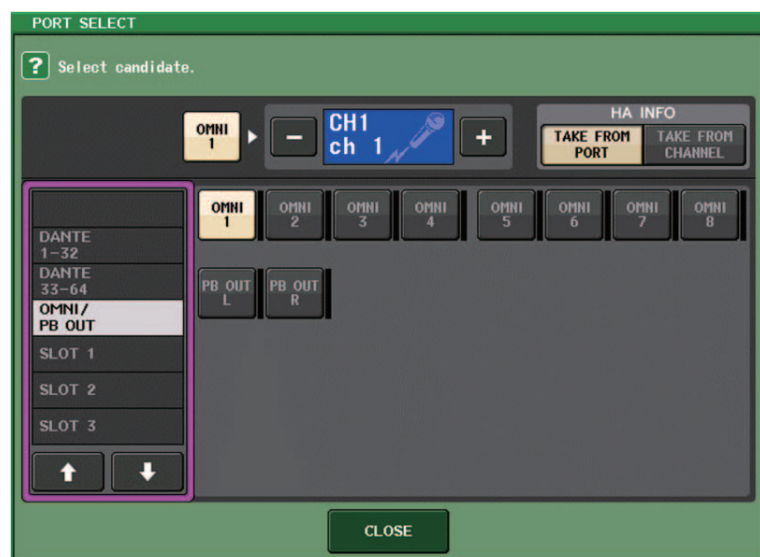 PORT SELECT
? Select candidate.
OMNI
1
−
CH1
ch 1
+
HA INFO
TAKE FROM
PORT
TAKE FROM
CHANNEL
DANTE
1-32
DANTE
33-64
OMNI/
PB OUT
SLOT 1
SLOT 2
SLOT 3
OMNI
1
OMNI
2
OMNI
3
OMNI
4
OMNI
5
OMNI
6
OMNI
7
OMNI
8
PB OUT
L
PB OUT
R
CLOSE